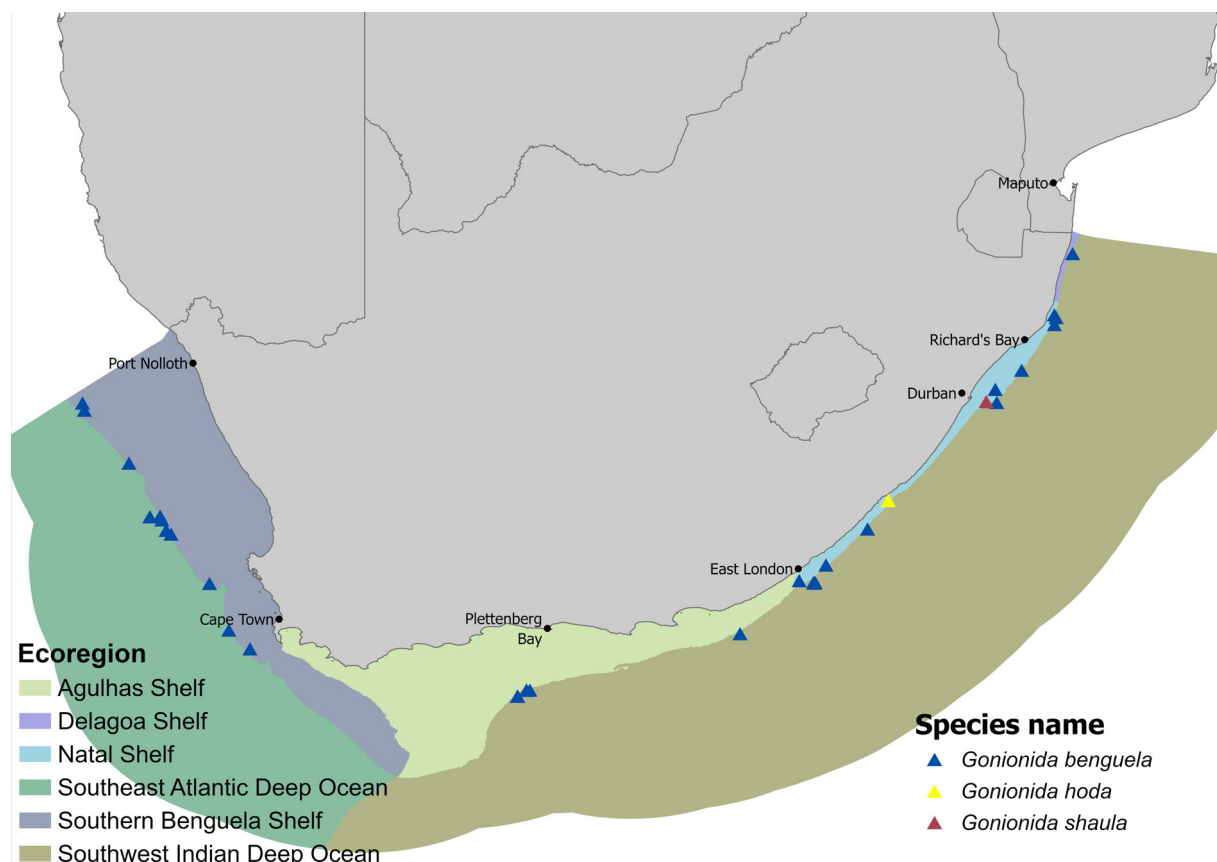 Maputo
Richard's Bay
Port Nolloth
Durban
East London
Cape Town
Plettenberg
Bay
Ecoregion
Agulhas Shelf
Delagoa Shelf
Natal Shelf
Southeast Atlantic Deep Ocean
Southern Benguela Shelf
Southwest Indian Deep Ocean
Species name
Gonionida benguela
Gonionida hoda
Gonionida shaula